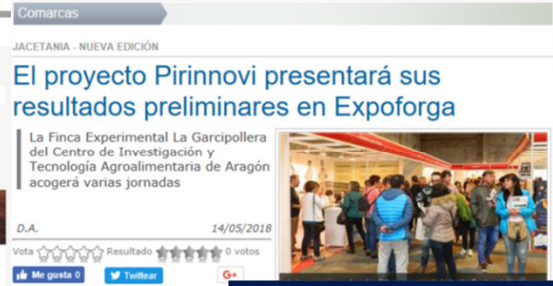 Comarcas
JACETANIA - NUEVA EDICIÓN
El proyecto Pirinnovi presentará sus
resultados preliminares en Expoforga
La Finca Experimental La Garcipollera
del Centro de Investigación y
Tecnología Agroalimentaria de Aragón
acogerá varias jornadas
D.A. 14/05/2018
Vota Resultado 0 votos
Me gusta 0 Twittear G+